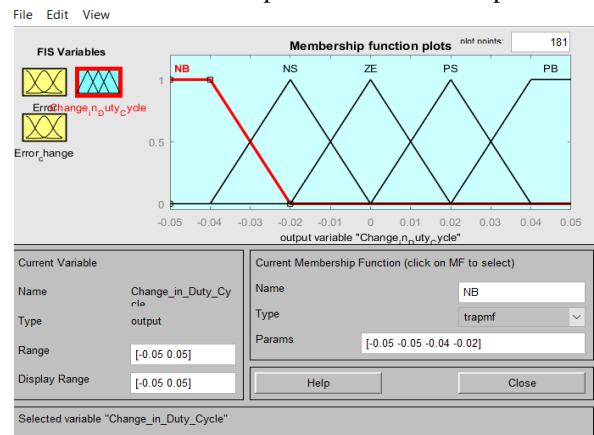 File Edit View
FIS Variables
Membership function plots
plot points:
181
NB NS ZE PS PB
1
0.5
0
-0.05 -0.04 -0.03 -0.02 -0.01 0 0.01 0.02 0.03 0.04 0.05
output variable "Change_in_Duty_Cycle"
Error
Change_in_Duty_Cycle
Error_change
Current Variable
Name Change_in_Duty_Cy
cle
Type output
Range [-0.05 0.05]
Display Range [-0.05 0.05]
Current Membership Function (click on MF to select)
Name NB
Type trapmf
Params [-0.05 -0.05 -0.04 -0.02]
Help Close
Selected variable "Change_in_Duty_Cycle"